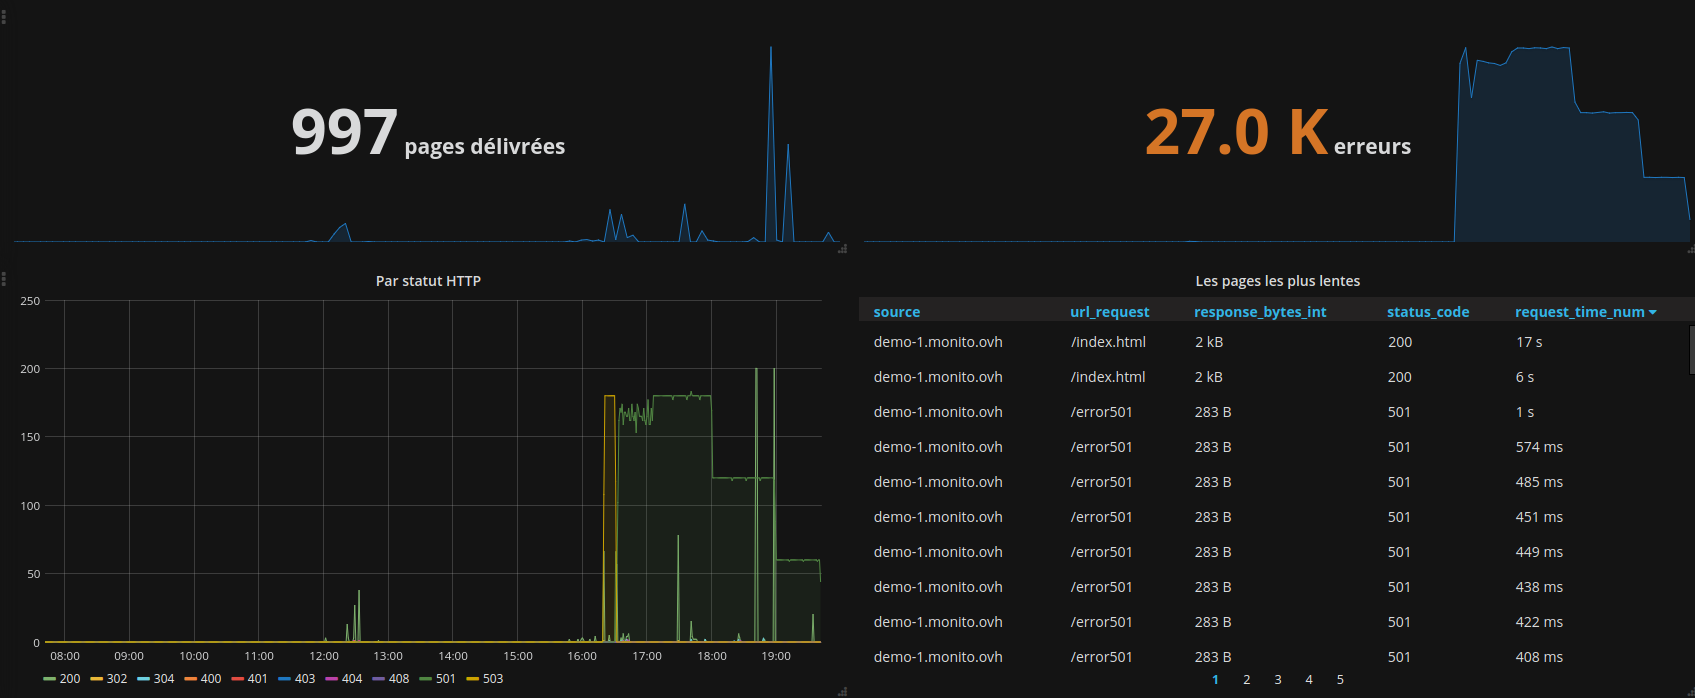 997 pages délivrées
27.0 K erreurs
Par statut HTTP
250
200
150
100
50
0
08:00 09:00 10:00 11:00 12:00 13:00 14:00 15:00 16:00 17:00 18:00 19:00
200 302 304 400 401 403 404 408 501 503
Les pages les plus lentes
source url_request response_bytes_int status_code request_time_num
demo-1.monito.ovh /index.html 2 kB 200 17 s
demo-1.monito.ovh /index.html 2 kB 200 6 s
demo-1.monito.ovh /error501 283 B 501 1 s
demo-1.monito.ovh /error501 283 B 501 574 ms
demo-1.monito.ovh /error501 283 B 501 485 ms
demo-1.monito.ovh /error501 283 B 501 451 ms
demo-1.monito.ovh /error501 283 B 501 449 ms
demo-1.monito.ovh /error501 283 B 501 438 ms
demo-1.monito.ovh /error501 283 B 501 422 ms
demo-1.monito.ovh /error501 283 B 501 408 ms
1 2 3 4 5